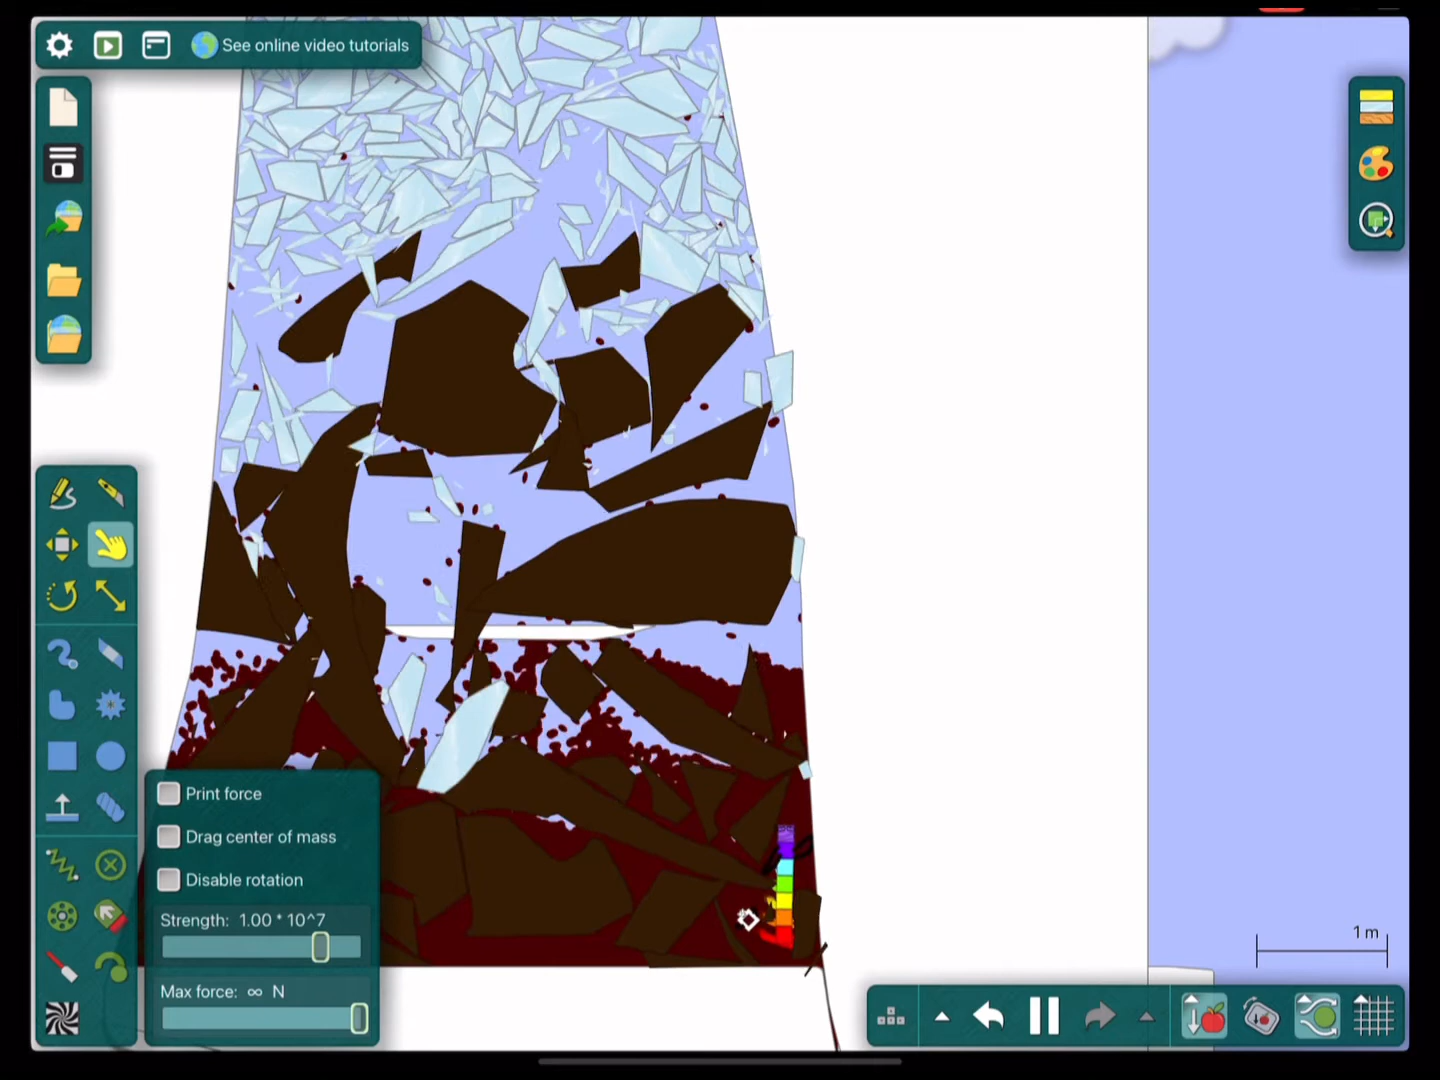 See online video tutorials
Print force
Drag center of mass
Disable rotation
Strength: 1.00 * 10^7
Max force: ∞ N
1 m